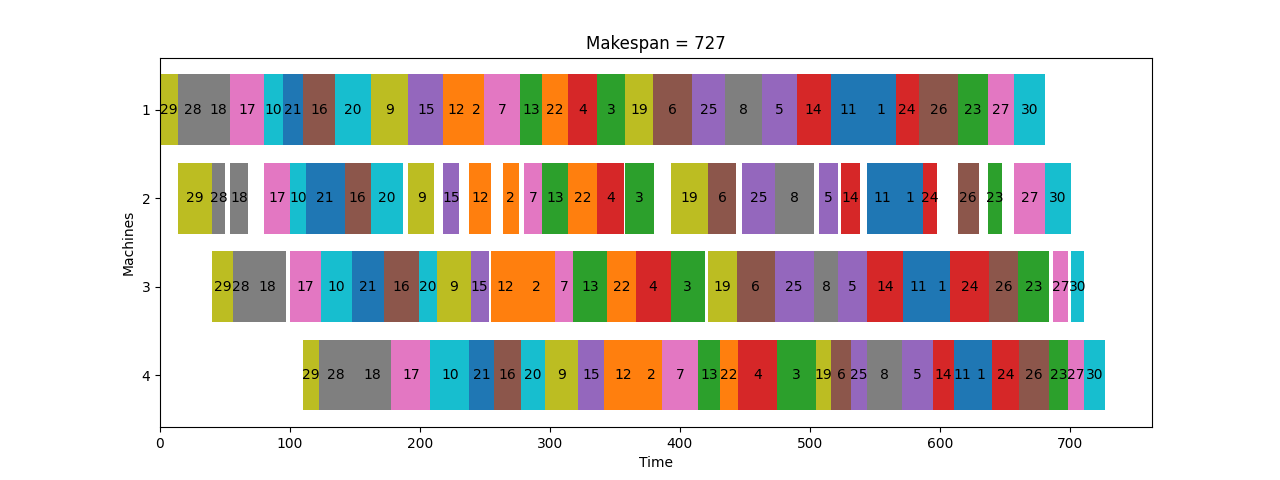 Makespan = 727
1 29 28 18 17 10 21 16 20 9 15 12 2 7 13 22 4 3 19 6 25 8 5 14 11 1 24 26 23 27 30
2 29 28 18 17 10 21 16 20 9 15 12 2 7 13 22 4 3 19 6 25 8 5 14 11 1 24 26 23 27 30
Machines
3 29 28 18 17 10 21 16 20 9 15 12 2 7 13 22 4 3 19 6 25 8 5 14 11 1 24 26 23 27 30
4 29 28 18 17 10 21 16 20 9 15 12 2 7 13 22 4 3 19 6 25 8 5 14 11 1 24 26 23 27 30
0 100 200 300 400 500 600 700
Time